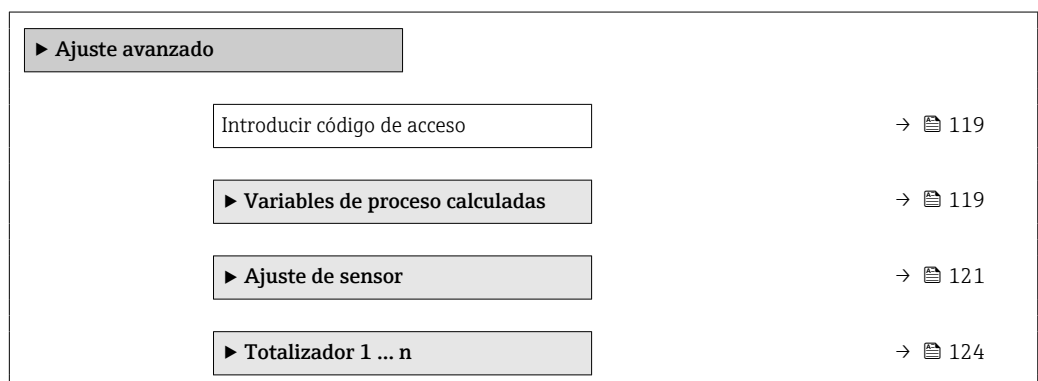 ▶ Ajuste avanzado
Introducir código de acceso → 119
▶ Variables de proceso calculadas → 119
▶ Ajuste de sensor → 121
▶ Totalizador 1 … n → 124